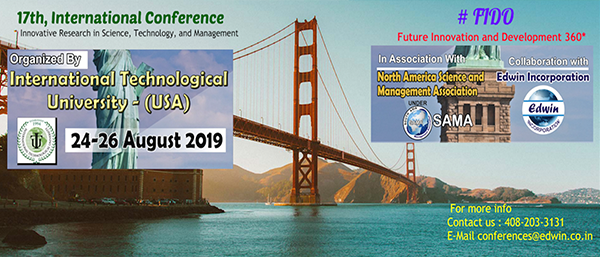 17th, International Conference
Innovative Research in Science, Technology, and Management
Organized By
International Technological
University - (USA)
24-26 August 2019
# FIDO
Future Innovation and Development 360°
In Association With
North America Science and
Management Association
UNDER
SAMA
Collaboration with
Edwin Incorporation
Edwin
INCORPORATION
For more info
Contact us : 408-203-3131
E-Mail conferences@edwin.co,in